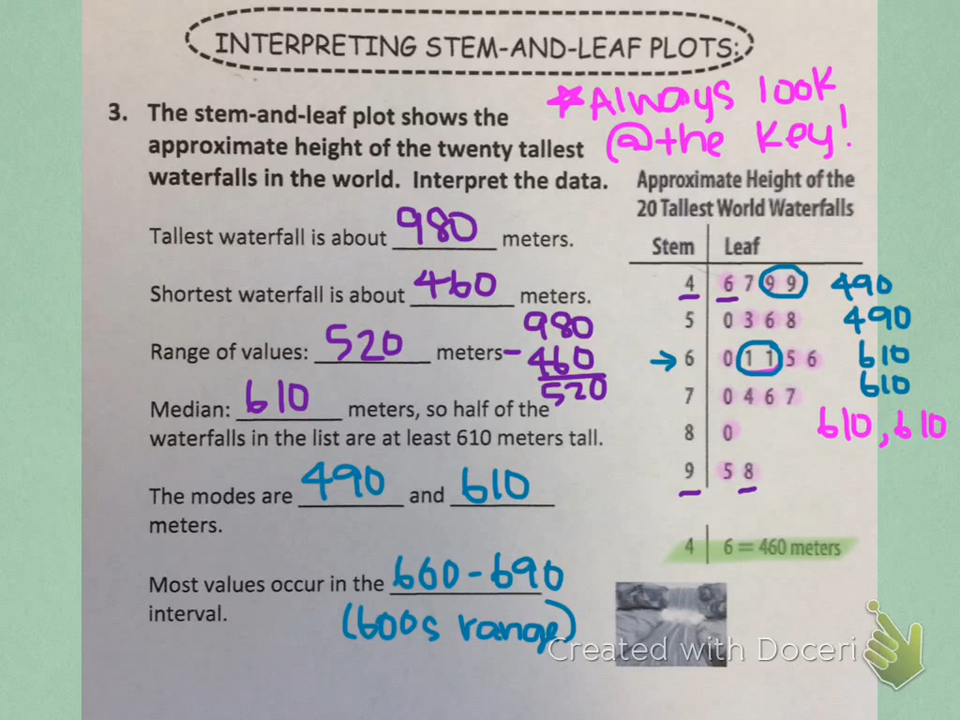 INTERPRETING STEM-AND-LEAF PLOTS:
*Always look
@the key!
3. The stem-and-leaf plot shows the
approximate height of the twenty tallest
waterfalls in the world. Interpret the data.
Tallest waterfall is about 980 meters.
Shortest waterfall is about 460 meters.
Range of values: 520 meters
980
- 460
520
Median: 610 meters, so half of the
waterfalls in the list are at least 610 meters tall.
The modes are 490 and 610
meters.
Most values occur in the 600-690
interval.
(600s range)
Approximate Height of the
20 Tallest World Waterfalls
Stem | Leaf
4 | 6 7 9 9 490
5 | 0 3 6 8 490
→ 6 | 0 1 1 5 6 610
610
7 | 0 4 6 7
610, 610
8 | 0
9 | 5 8
4 | 6 = 460 meters
Created with Doceri